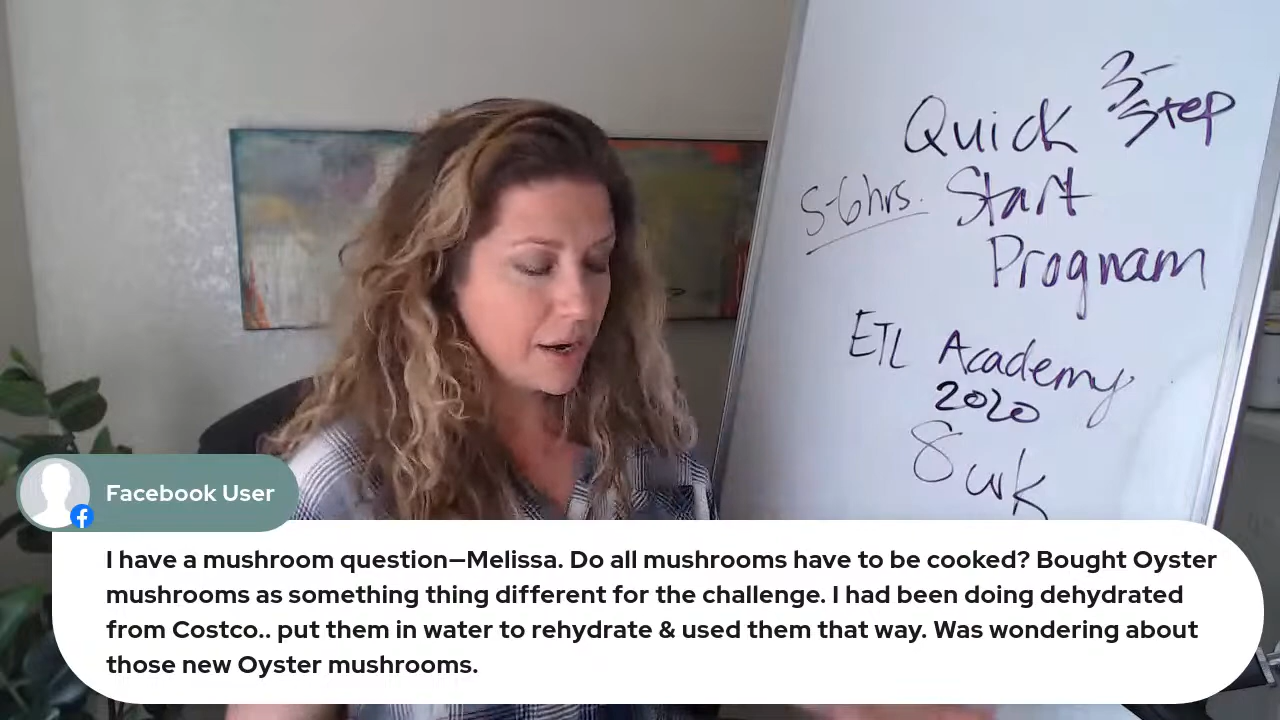 3-
Quick Step
5-6hrs. Start
Program
ETL Academy
2020
8 wk
Facebook User
I have a mushroom question—Melissa. Do all mushrooms have to be cooked? Bought Oyster
mushrooms as something thing different for the challenge. I had been doing dehydrated
from Costco.. put them in water to rehydrate & used them that way. Was wondering about
those new Oyster mushrooms.